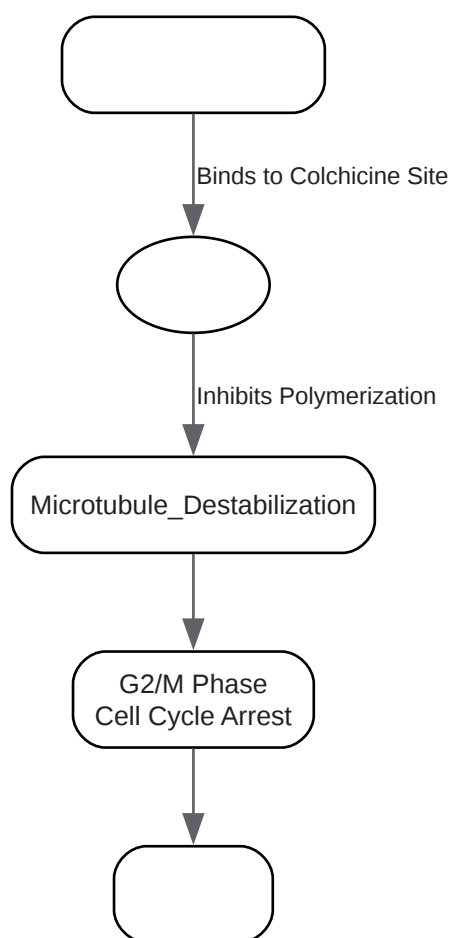 Binds to Colchicine Site
Inhibits Polymerization
Microtubule_Destabilization
G2/M Phase
Cell Cycle Arrest